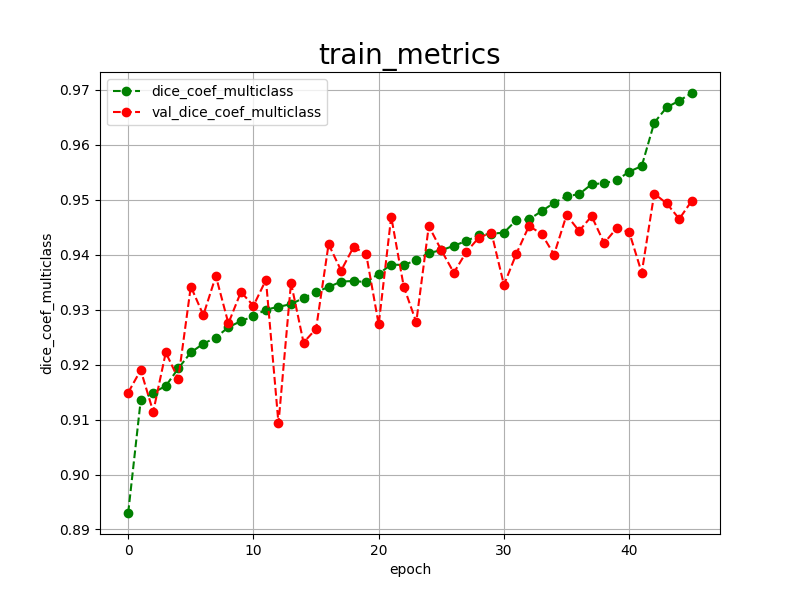 train_metrics
dice_coef_multiclass
val_dice_coef_multiclass
0.97
0.96
0.95
0.94
0.93
0.92
0.91
0.90
0.89
dice_coef_multiclass
0 10 20 30 40
epoch